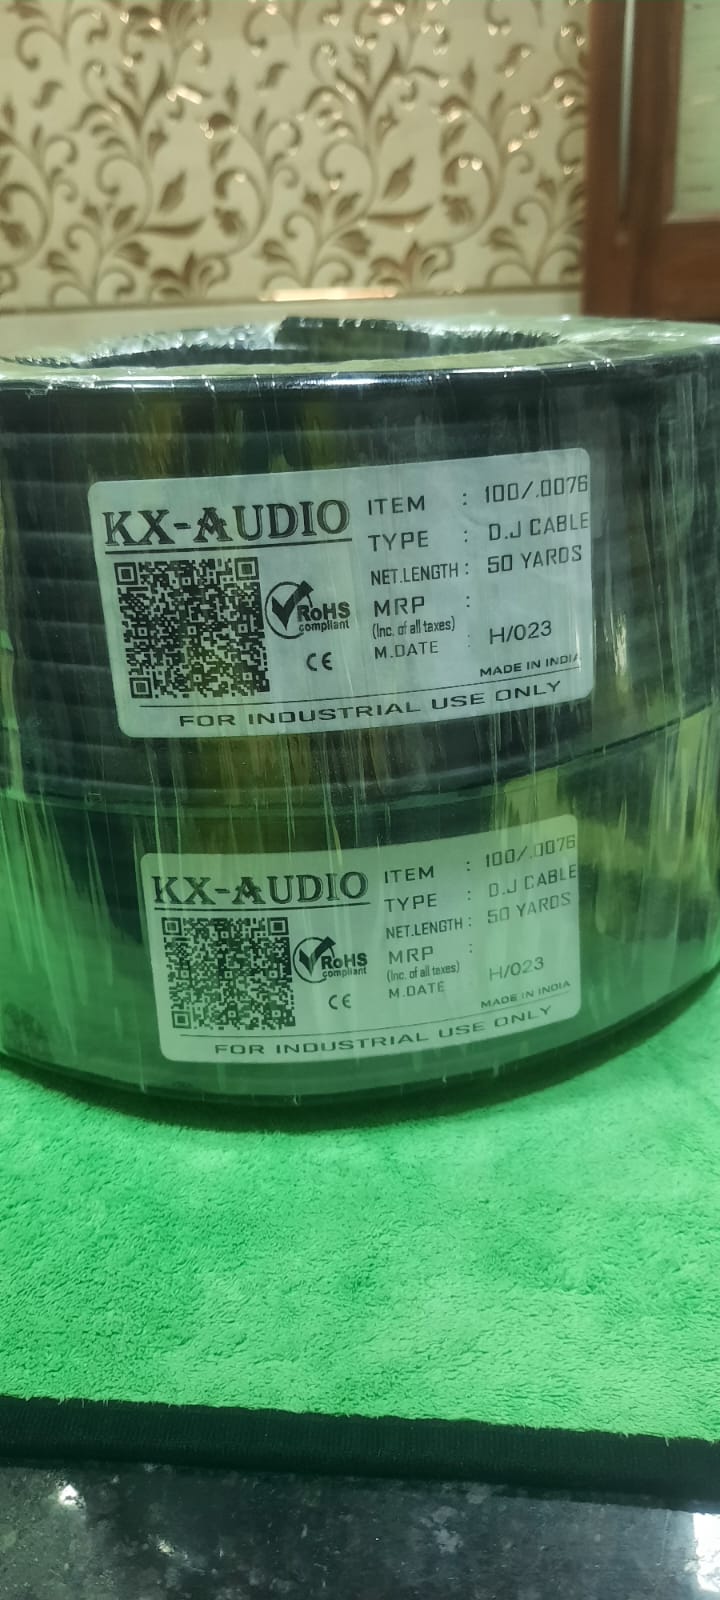 KX-AUDIO
RoHS
compliant
CE
ITEM : 100/.0076
TYPE : D.J CABLE
NET.LENGTH : 50 YARDS
MRP :
(Inc. of all taxes)
M.DATE : H/023
MADE IN INDIA
FOR INDUSTRIAL USE ONLY
KX-AUDIO
RoHS
compliant
CE
ITEM : 100/.0076
TYPE : D.J CABLE
NET.LENGTH : 50 YARDS
MRP :
(Inc. of all taxes)
M.DATE : H/023
MADE IN INDIA
FOR INDUSTRIAL USE ONLY